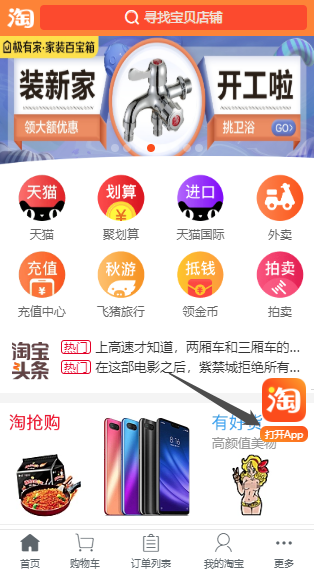 淘 寻找宝贝店铺
极有家·家装百宝箱
装新家 开工啦
领大额优惠 挑卫浴 GO>
天猫 划算 进口
天猫 聚划算 天猫国际 外卖
充值 秋游 抵钱 拍卖
充值中心 飞猪旅行 领金币 拍卖
淘宝 热门 上高速才知道，两厢车和三厢车的...
头条 热门 在这部电影之后，紫禁城拒绝所有...
淘
打开App
淘抢购 有好货
高颜值美物
首页 购物车 订单列表 我的淘宝 更多